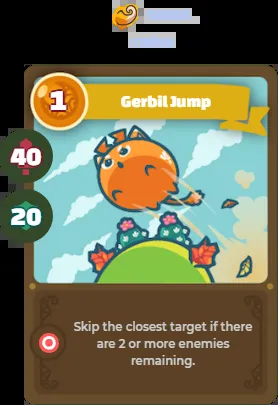 1
Gerbil Jump
40
20
Skip the closest target if there
are 2 or more enemies
remaining.